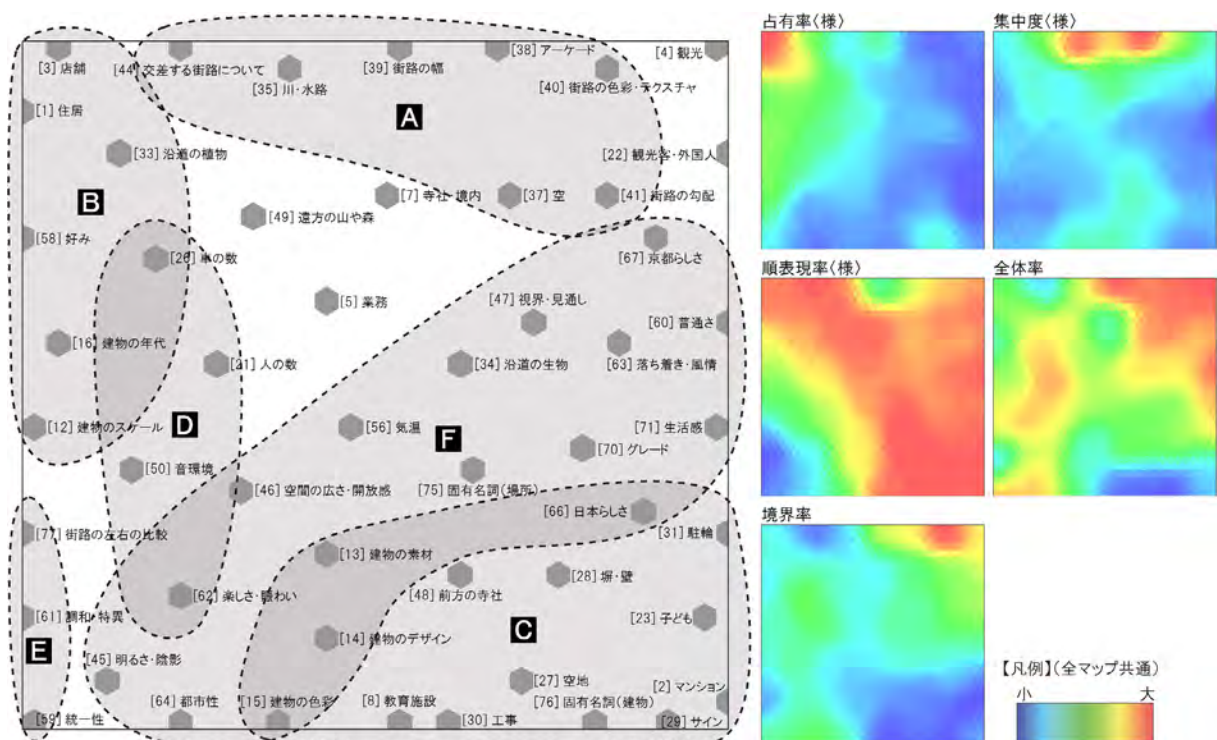 [3] 店舗
[44] 交差する街路について
[35] 川・水路
[39] 街路の幅
[38] アーケード
[4] 観光
[40] 街路の色彩・テクスチャ
A
[1] 住居
[33] 沿道の植物
[22] 観光客・外国人
B
[7] 寺社・境内
[37] 空
[41] 街路の勾配
[49] 遠方の山や森
[58] 好み
[26] 車の数
[67] 京都らしさ
[5] 業務
[47] 視界・見通し
[60] 普通さ
[16] 建物の年代
[21] 人の数
[34] 沿道の生物
[63] 落ち着き・風情
[12] 建物のスケール
D
[56] 気温
F
[71] 生活感
[70] グレード
[50] 音環境
[46] 空間の広さ・開放感
[75] 固有名詞(場所)
[66] 日本らしさ
[77] 街路の左右の比較
[13] 建物の素材
[31] 駐輪
[48] 前方の寺社
[28] 塀・壁
[62] 楽しさ・賑わい
[61] 調和・特異
[23] 子ども
C
E
[14] 建物のデザイン
[45] 明るさ・陰影
[27] 空地
[2] マンション
[64] 都市性
[15] 建物の色彩
[8] 教育施設
[76] 固有名詞(建物)
[59] 統一性
[30] 工事
[29] サイン
占有率〈様〉
集中度〈様〉
順表現率〈様〉
全体率
境界率
【凡例】(全マップ共通)
小
大